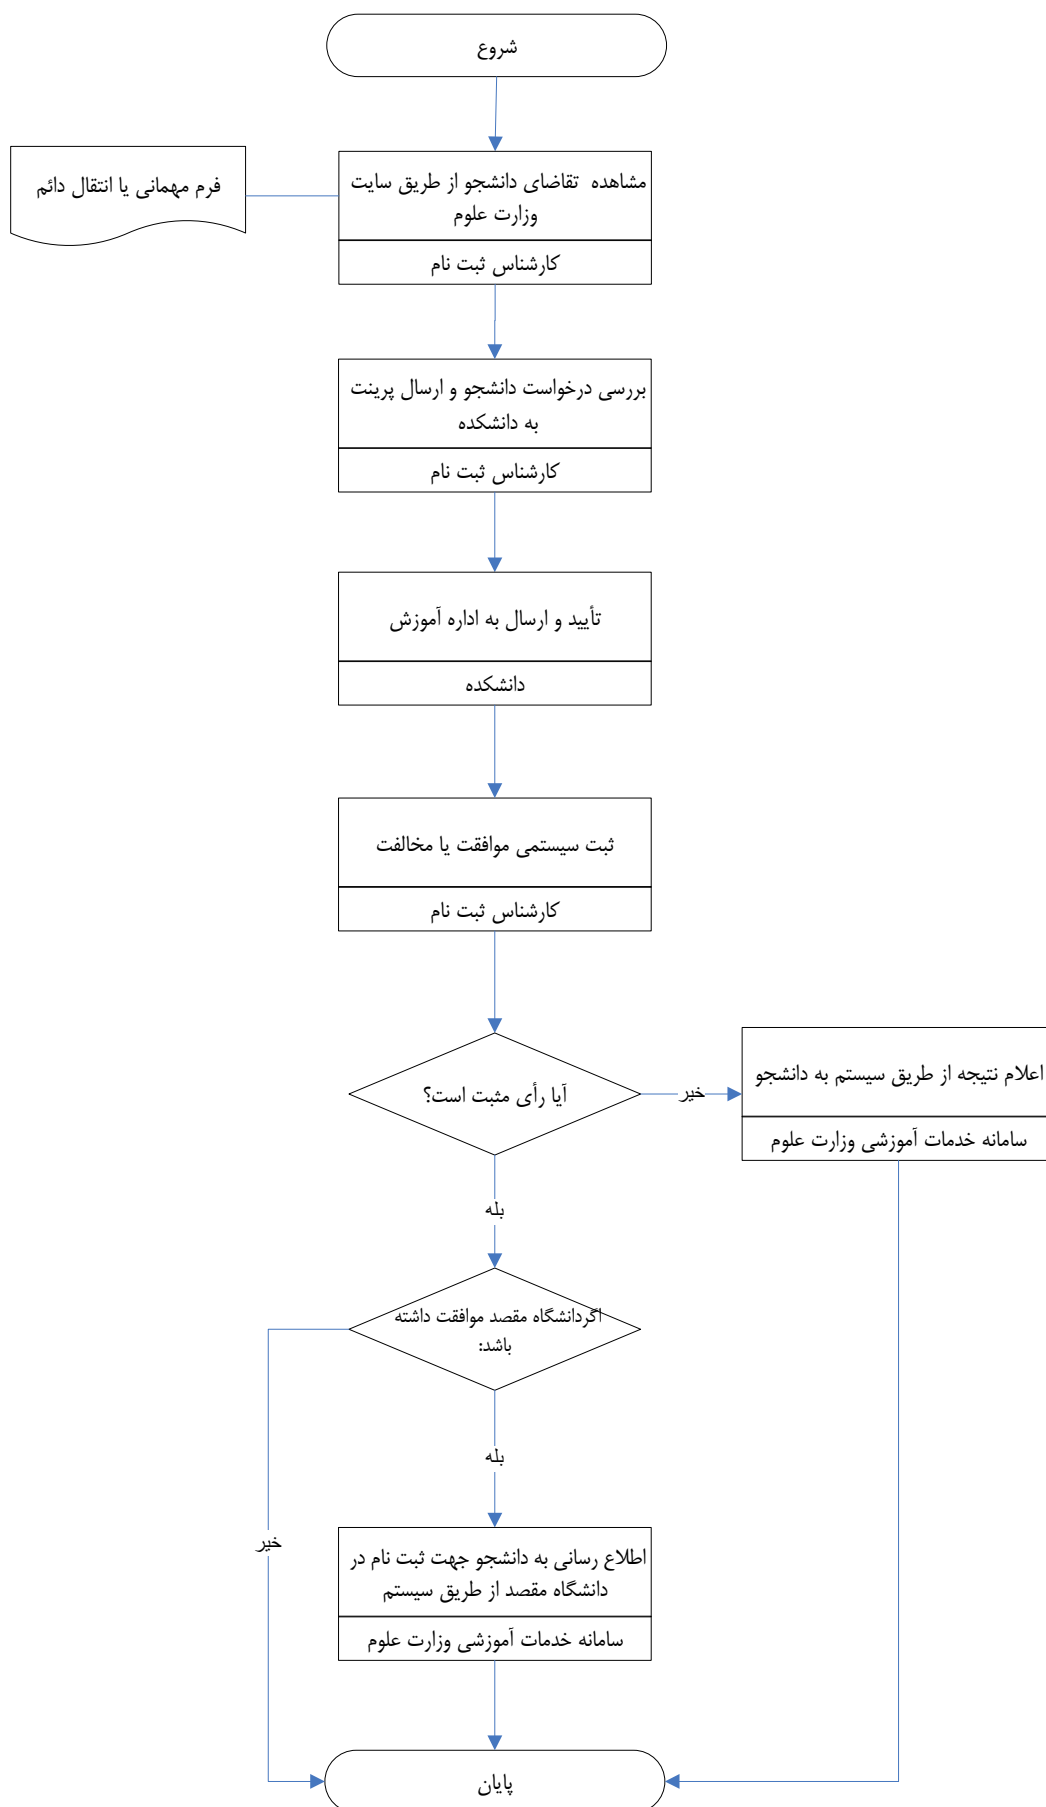 شروع
فرم مهمانی یا انتقال دائم
مشاهده تقاضای دانشجو از طریق سایت
وزارت علوم
کارشناس ثبت نام
بررسی درخواست دانشجو و ارسال پرینت
به دانشکده
کارشناس ثبت نام
تأیید و ارسال به اداره آموزش
دانشکده
ثبت سیستمی موافقت یا مخالفت
کارشناس ثبت نام
آیا رأی مثبت است؟
خیر
اعلام نتیجه از طریق سیستم به دانشجو
سامانه خدمات آموزشی وزارت علوم
بله
اگردانشگاه مقصد موافقت داشته
باشد:
بله
خیر
اطلاع رسانی به دانشجو جهت ثبت نام در
دانشگاه مقصد از طریق سیستم
سامانه خدمات آموزشی وزارت علوم
پایان